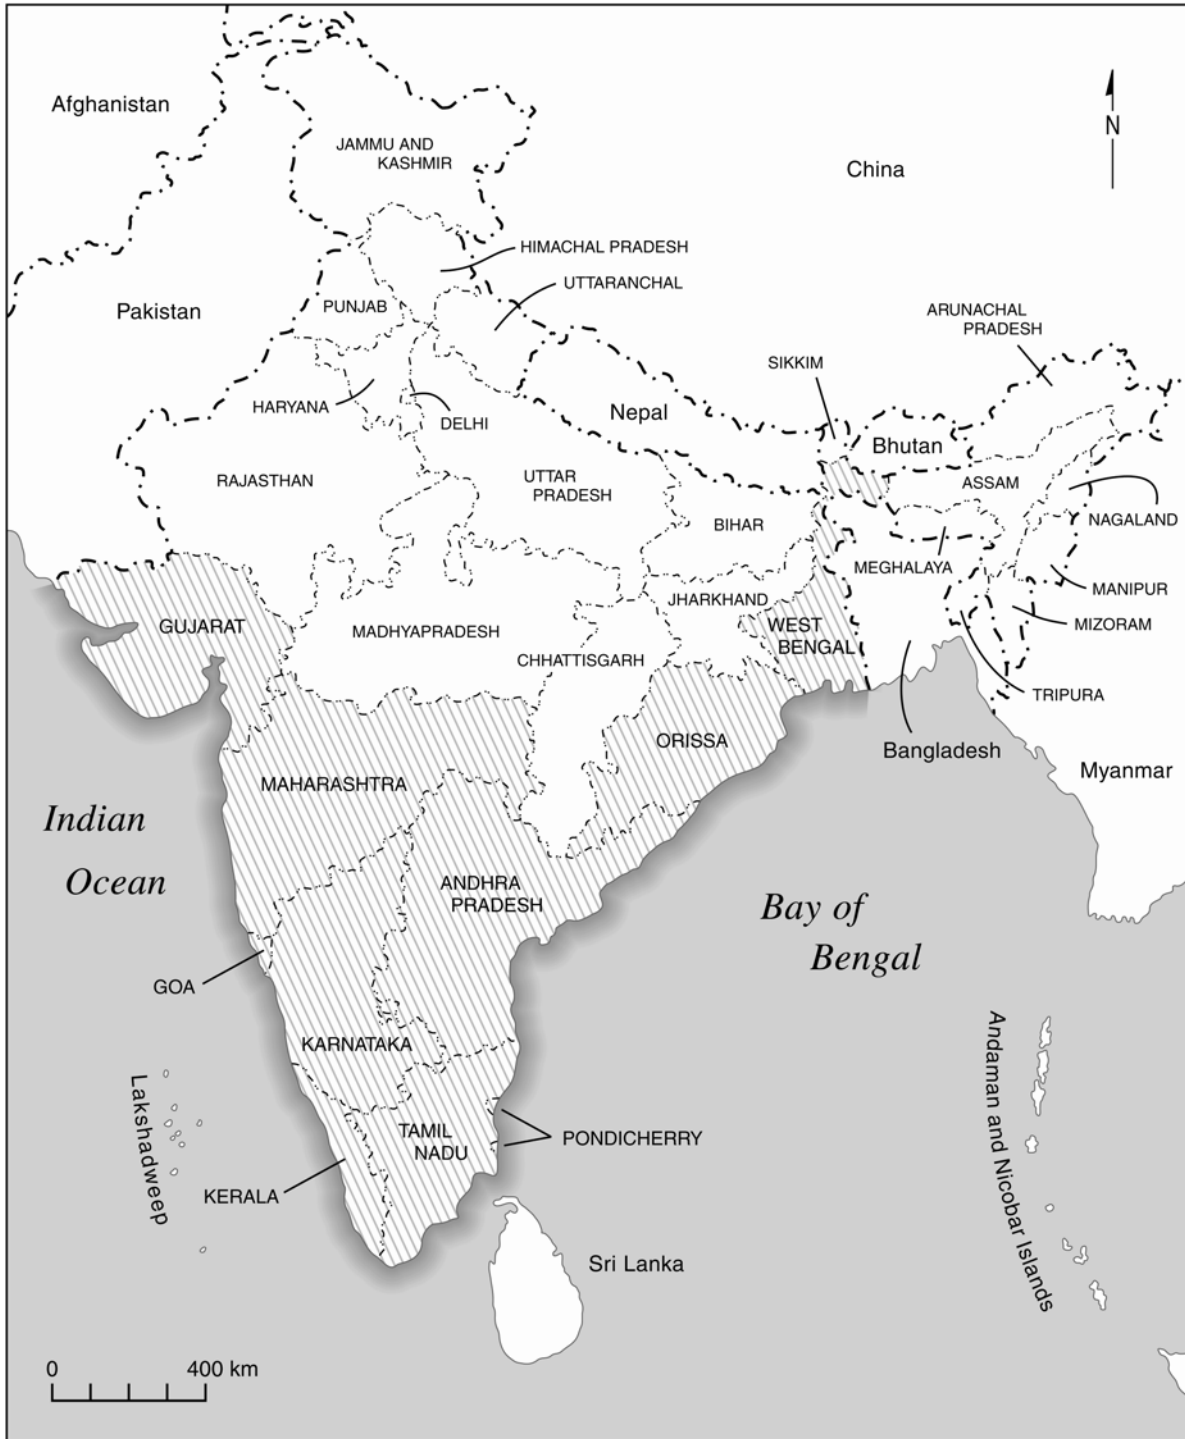 Afghanistan
JAMMU AND
KASHMIR
China
N
HIMACHAL PRADESH
UTTARANCHAL
Pakistan
PUNJAB
ARUNACHAL
PRADESH
SIKKIM
HARYANA
DELHI
Nepal
Bhutan
RAJASTHAN
UTTAR
PRADESH
ASSAM
NAGALAND
BIHAR
MEGHALAYA
MANIPUR
JHARKHAND
GUJARAT
MADHYAPRADESH
WEST
BENGAL
MIZORAM
CHHATTISGARH
TRIPURA
ORISSA
Bangladesh
Myanmar
MAHARASHTRA
Indian
Ocean
ANDHRA
PRADESH
Bay of
Bengal
GOA
KARNATAKA
Lakshadweep
TAMIL
NADU
PONDICHERRY
KERALA
Andaman and Nicobar Islands
Sri Lanka
0 400 km